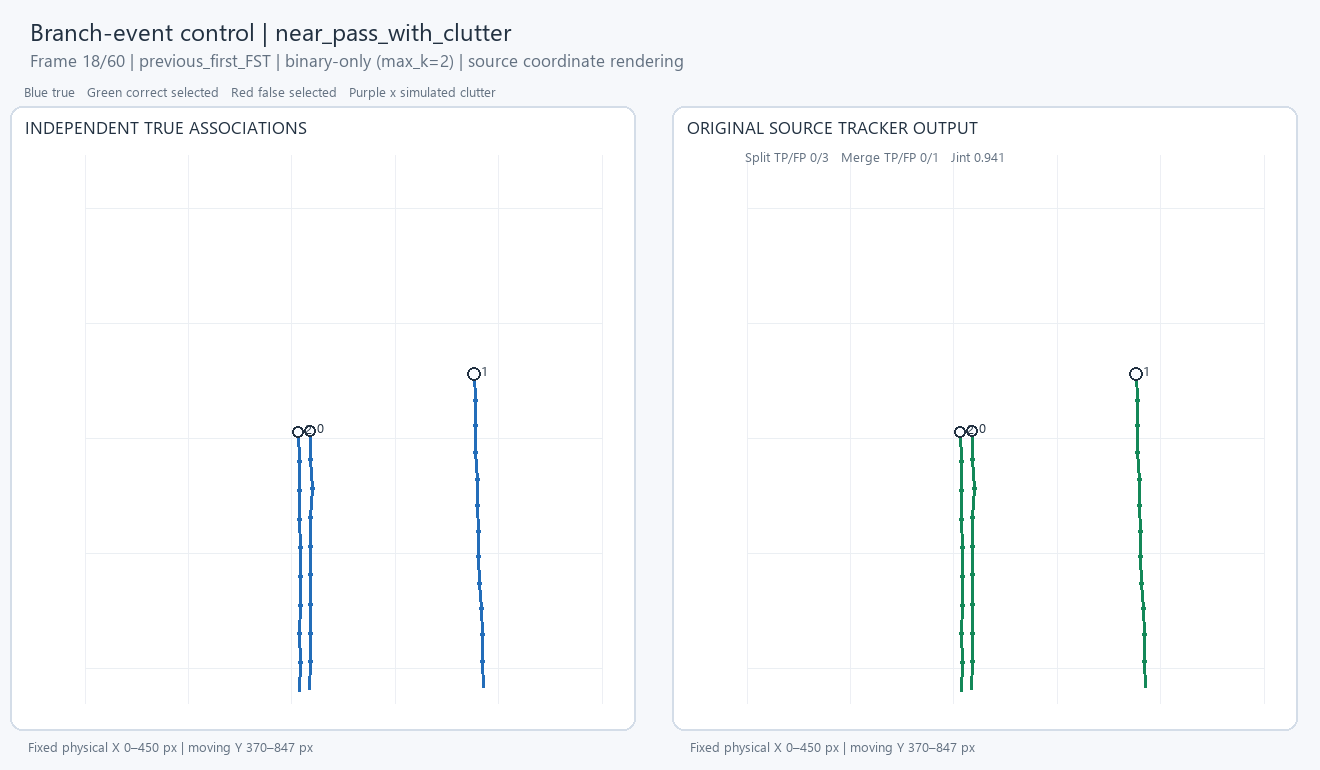 Branch-event control | near_pass_with_clutter
Frame 18/60 | previous_first_FST | binary-only (max_k=2) | source coordinate rendering
Blue true Green correct selected Red false selected Purple x simulated clutter
INDEPENDENT TRUE ASSOCIATIONS
1
0
Fixed physical X 0–450 px | moving Y 370–847 px
ORIGINAL SOURCE TRACKER OUTPUT
Split TP/FP 0/3 Merge TP/FP 0/1 Jint 0.941
1
0
Fixed physical X 0–450 px | moving Y 370–847 px